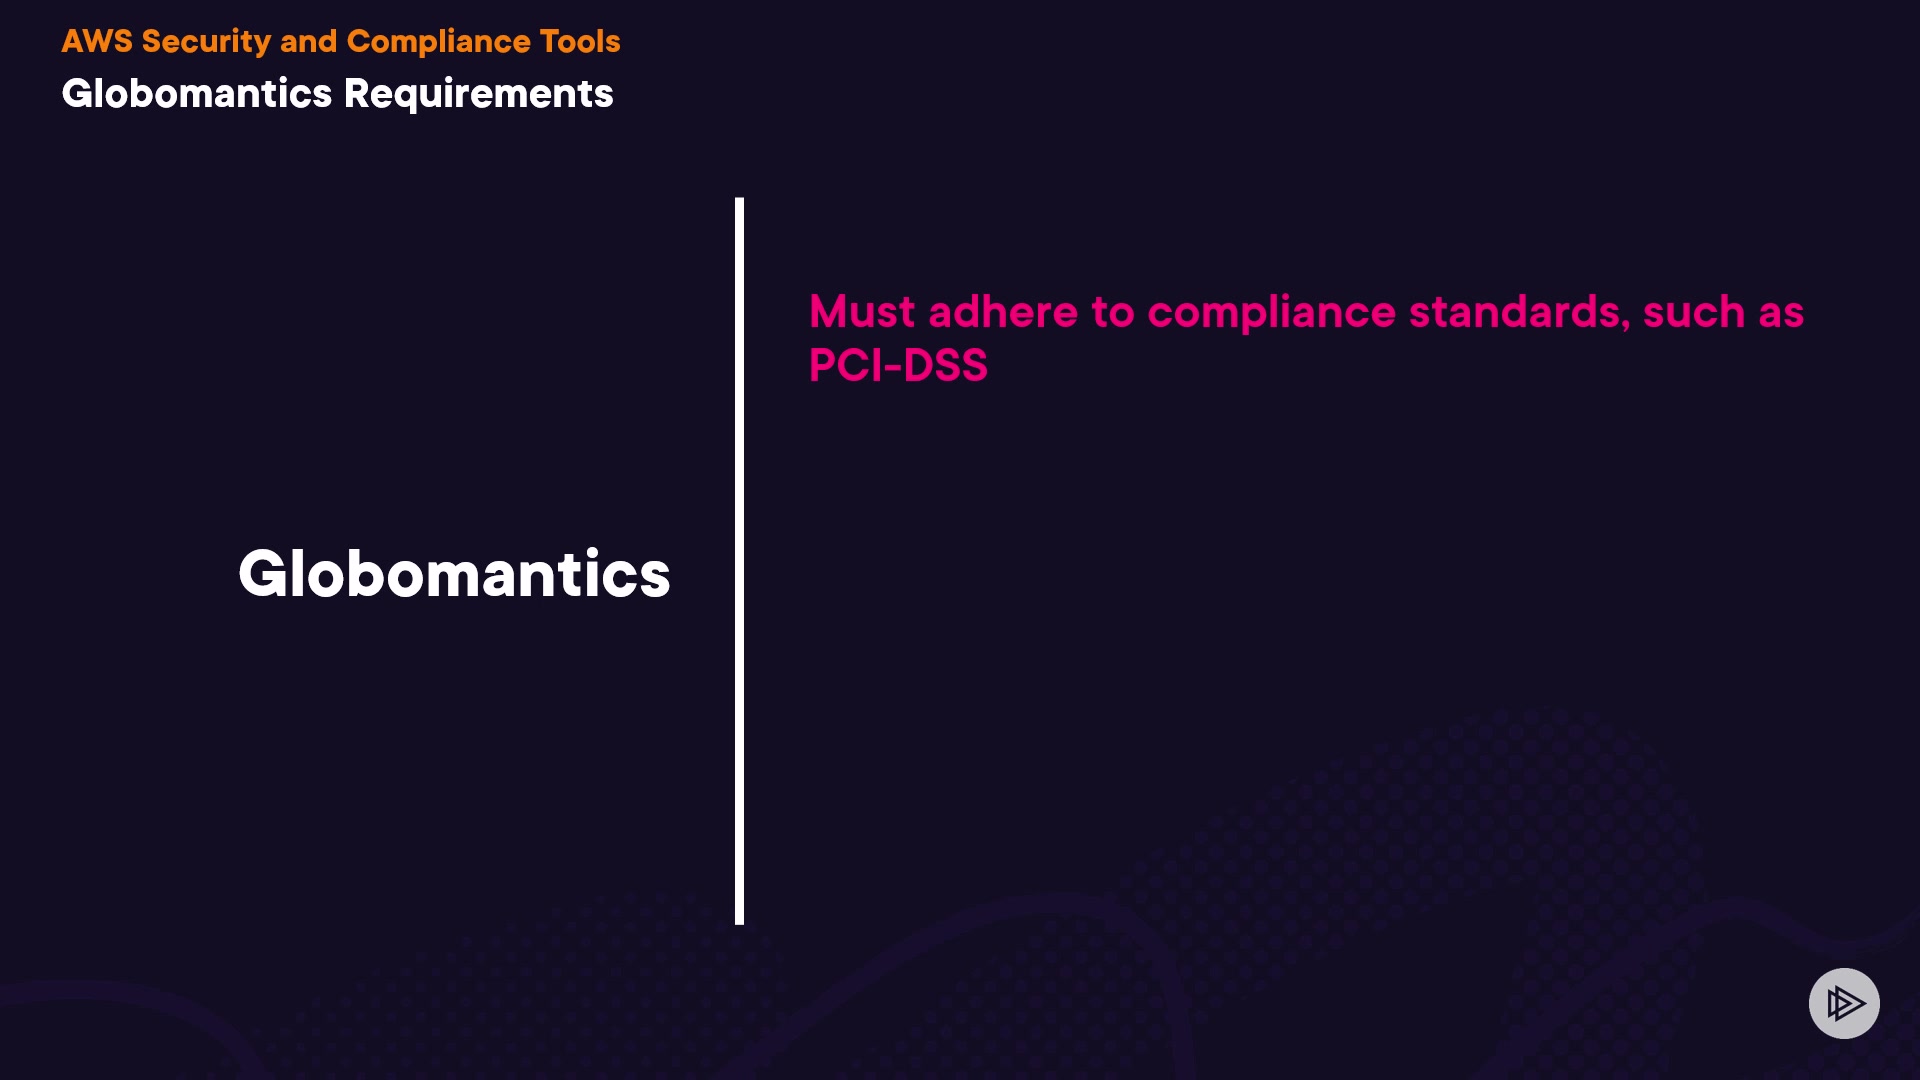 AWS Security and Compliance Tools
Globomantics Requirements
Globomantics
Must adhere to compliance standards, such as
PCI-DSS